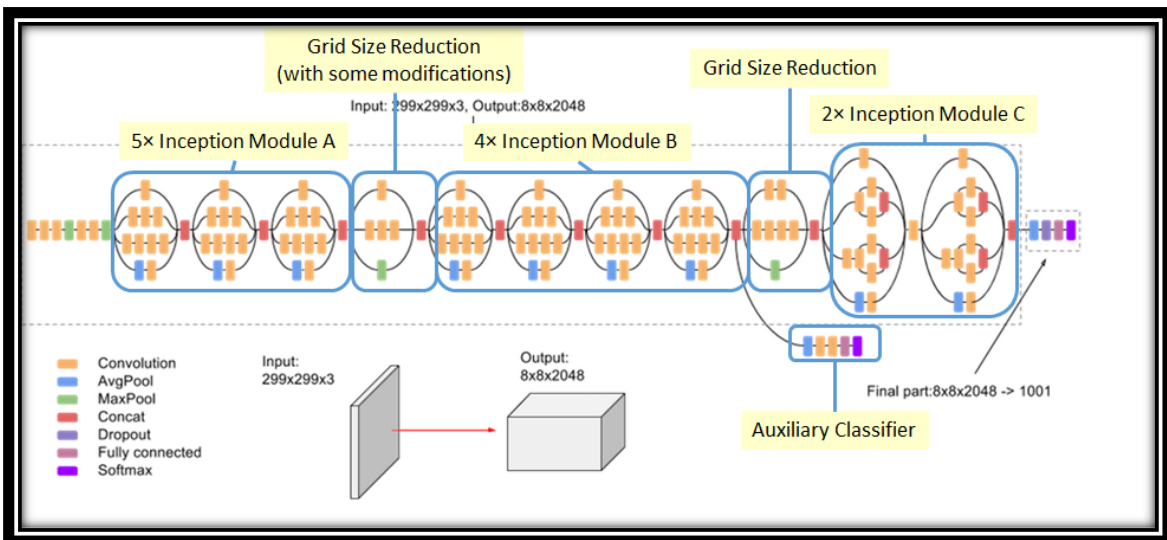 Grid Size Reduction
(with some modifications)
Grid Size Reduction
Input: 299x299x3, Output:8x8x2048
5× Inception Module A
4× Inception Module B
2× Inception Module C
Convolution
AvgPool
MaxPool
Concat
Dropout
Fully connected
Softmax
Input:
299x299x3
Output:
8x8x2048
Final part:8x8x2048 -> 1001
Auxiliary Classifier